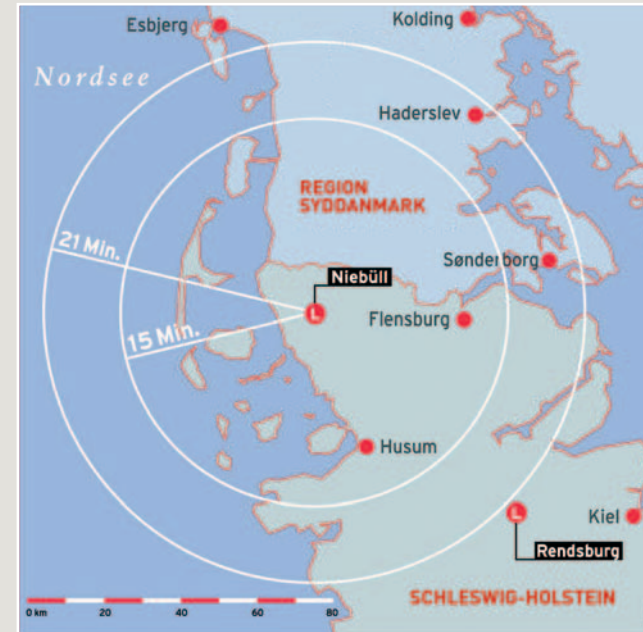 Esbjerg
Kolding
Nordsee
Haderslev
REGION
SYDDANMARK
21 Min.
Sønderborg
Niebüll
L
Flensburg
15 Min.
Husum
L
Kiel
Rendsburg
SCHLESWIG-HOLSTEIN
0 km 20 40 60 80